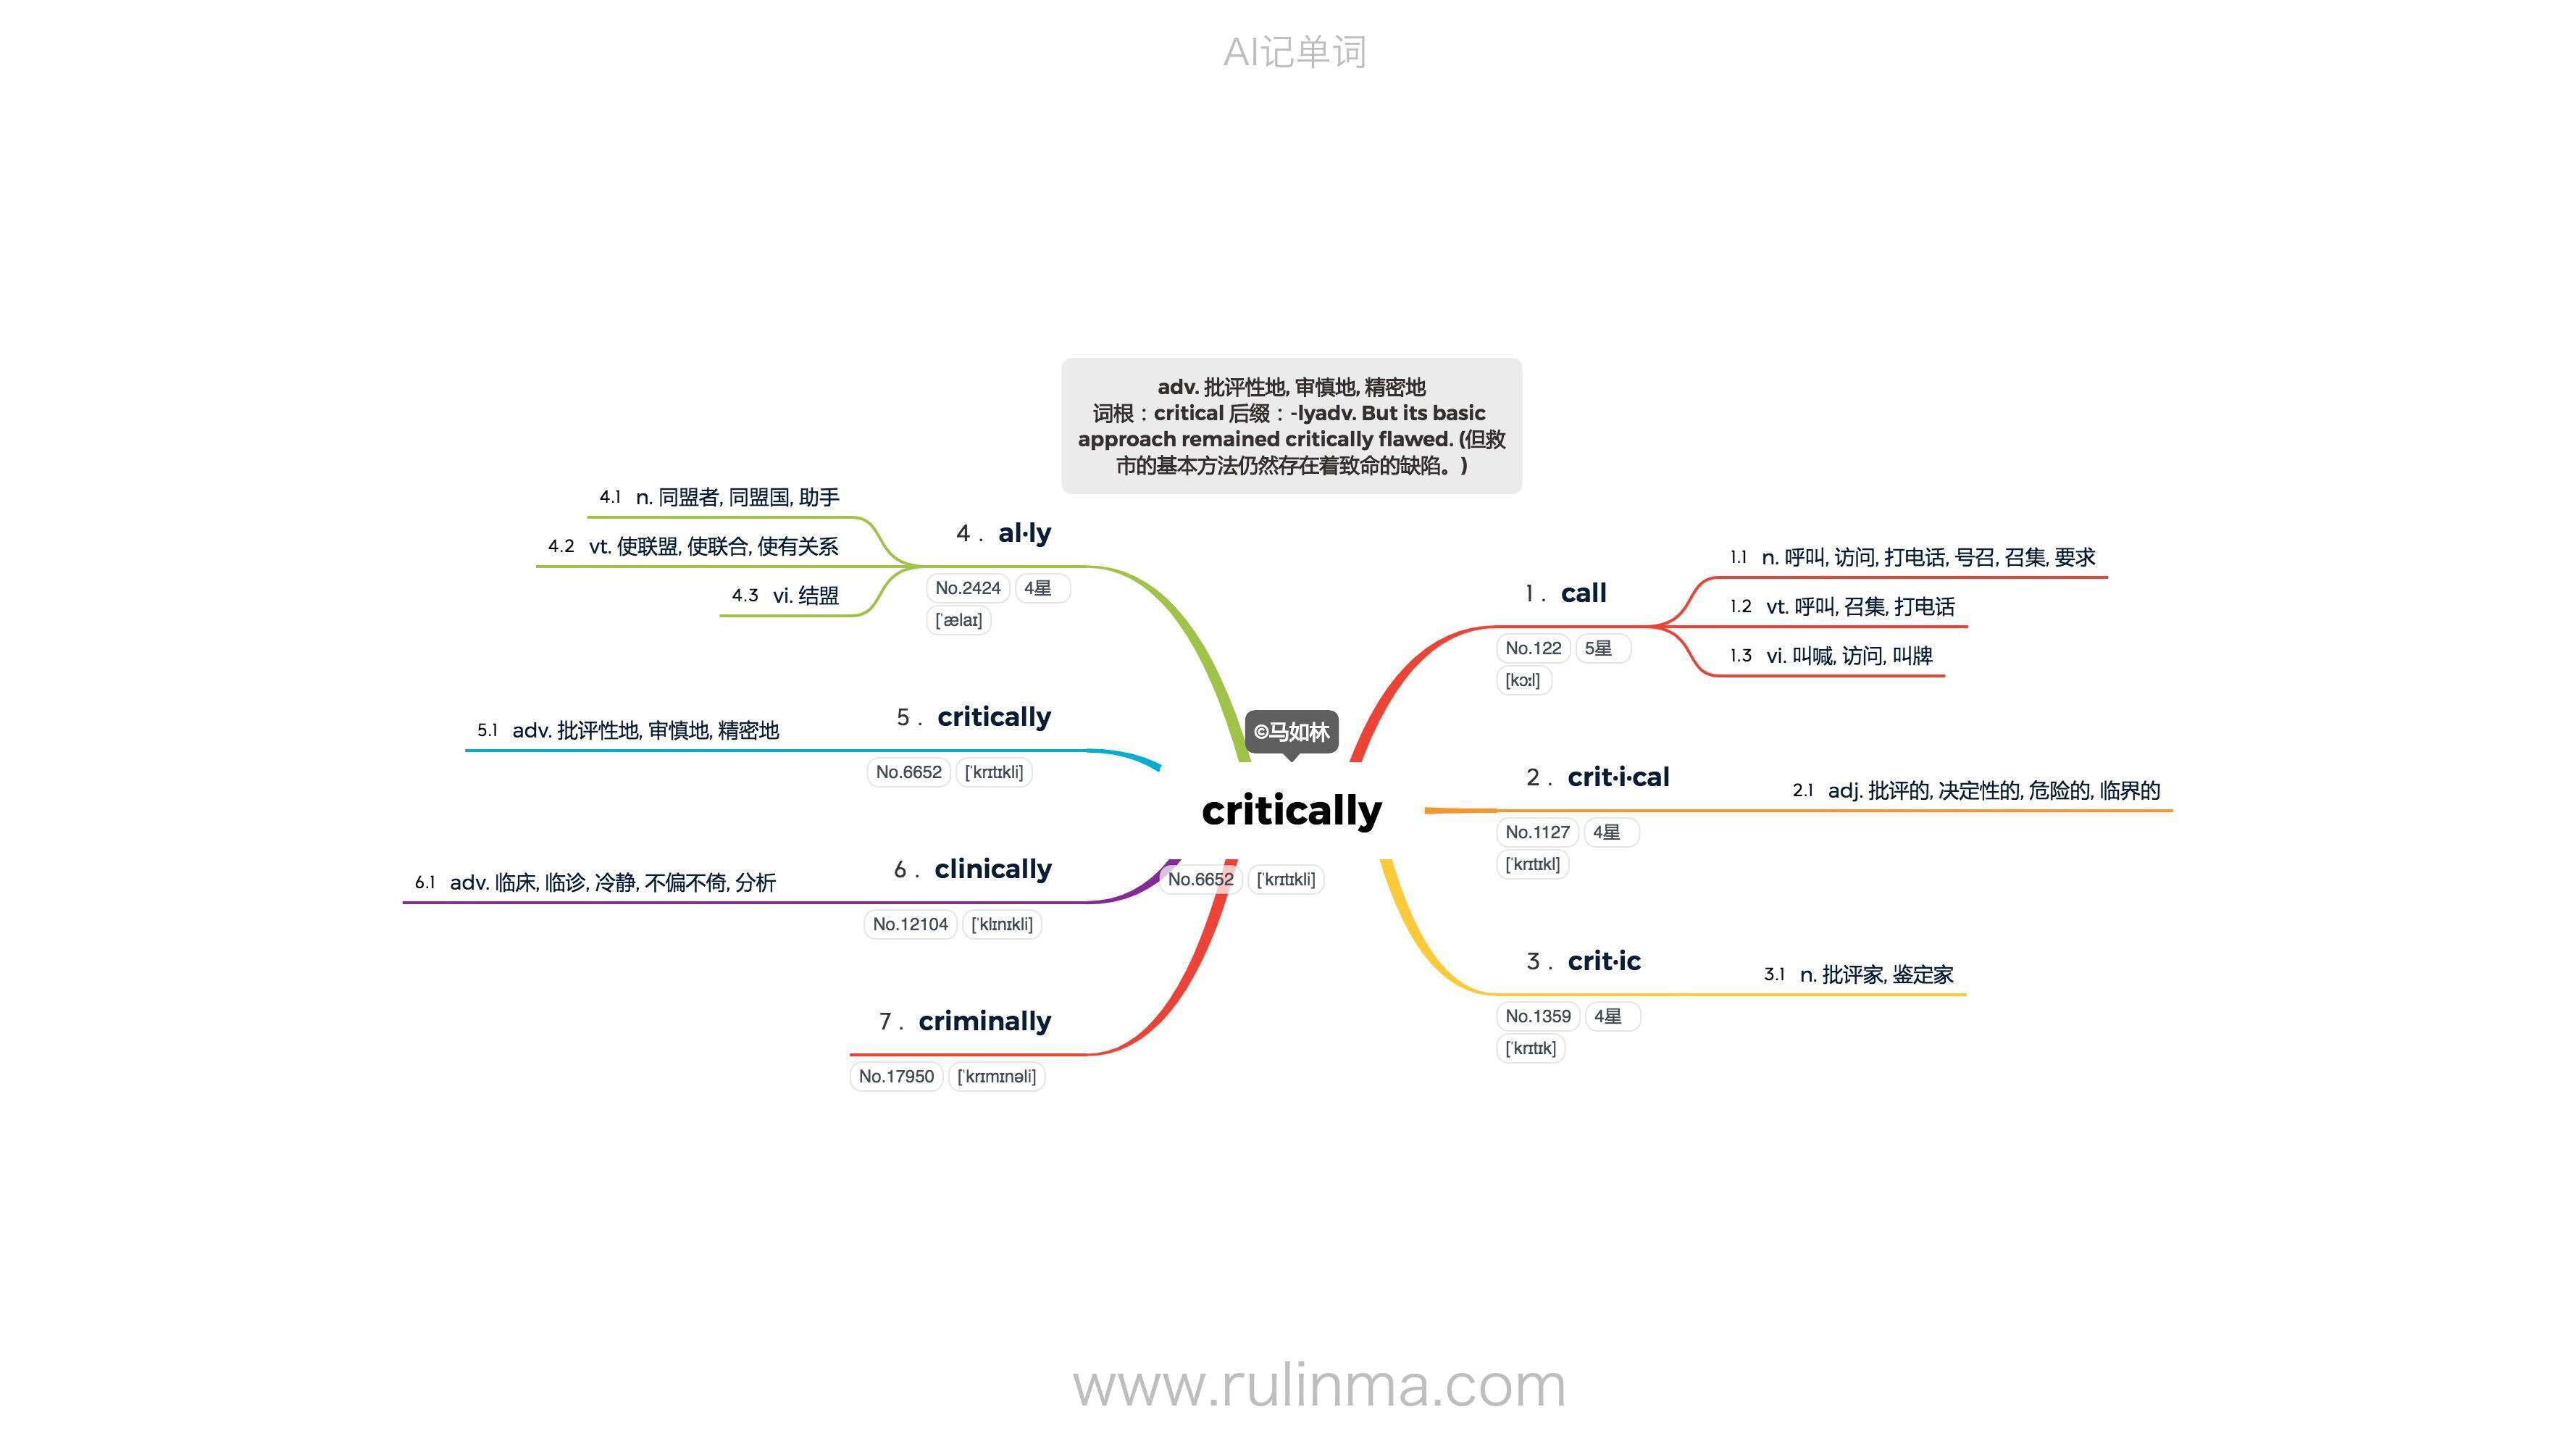 AI记单词
adv. 批评性地, 审慎地, 精密地
词根：critical 后缀：-lyadv. But its basic
approach remained critically flawed. (但救
市的基本方法仍然存在着致命的缺陷。)
©马如林
critically
No.6652 [ˈkrɪtɪkli]
1. call
No.122 5星
[kɔːl]
1.1 n. 呼叫, 访问, 打电话, 号召, 召集, 要求
1.2 vt. 呼叫, 召集, 打电话
1.3 vi. 叫喊, 访问, 叫牌
2. crit·i·cal
No.1127 4星
[ˈkrɪtɪkl]
2.1 adj. 批评的, 决定性的, 危险的, 临界的
3. crit·ic
No.1359 4星
[ˈkrɪtɪk]
3.1 n. 批评家, 鉴定家
4. al·ly
No.2424 4星
[ˈælaɪ]
4.1 n. 同盟者, 同盟国, 助手
4.2 vt. 使联盟, 使联合, 使有关系
4.3 vi. 结盟
5. critically
No.6652 [ˈkrɪtɪkli]
5.1 adv. 批评性地, 审慎地, 精密地
6. clinically
No.12104 [ˈklɪnɪkli]
6.1 adv. 临床, 临诊, 冷静, 不偏不倚, 分析
7. criminally
No.17950 [ˈkrɪmɪnəli]
www.rulinma.com